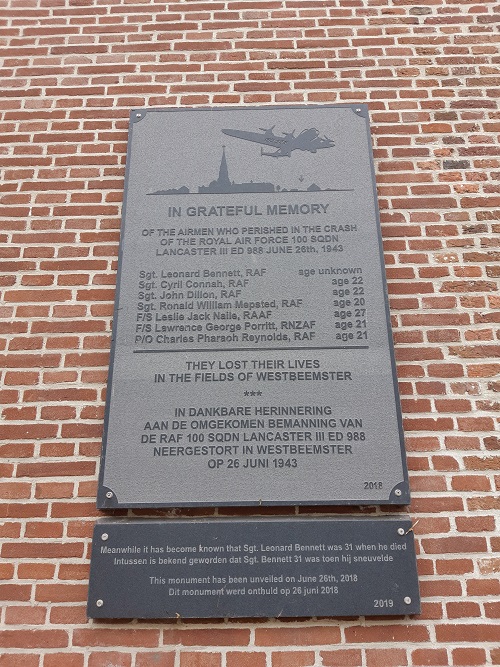 IN GRATEFUL MEMORY
OF THE AIRMEN WHO PERISHED IN THE CRASH
OF THE ROYAL AIR FORCE 100 SQDN
LANCASTER III ED 988 JUNE 26th, 1943
Sgt. Leonard Bennett, RAF age unknown
Sgt. Cyril Connah, RAF age 22
Sgt. John Dillon, RAF age 22
Sgt. Ronald William Mepsted, RAF age 20
F/S Leslie Jack Nalle, RAAF age 27
F/S Lawrence George Porritt, RNZAF age 21
P/O Charles Pharaoh Reynolds, RAF age 21
THEY LOST THEIR LIVES
IN THE FIELDS OF WESTBEEMSTER
***
IN DANKBARE HERINNERING
AAN DE OMGEKOMEN BEMANNING VAN
DE RAF 100 SQDN LANCASTER III ED 988
NEERGESTORT IN WESTBEEMSTER
OP 26 JUNI 1943
2018
Meanwhile it has become known that Sgt. Leonard Bennett was 31 when he died
Intussen is bekend geworden dat Sgt. Bennett 31 was toen hij sneuvelde
This monument has been unveiled on June 26th, 2018
Dit monument werd onthuld op 26 juni 2018
2019